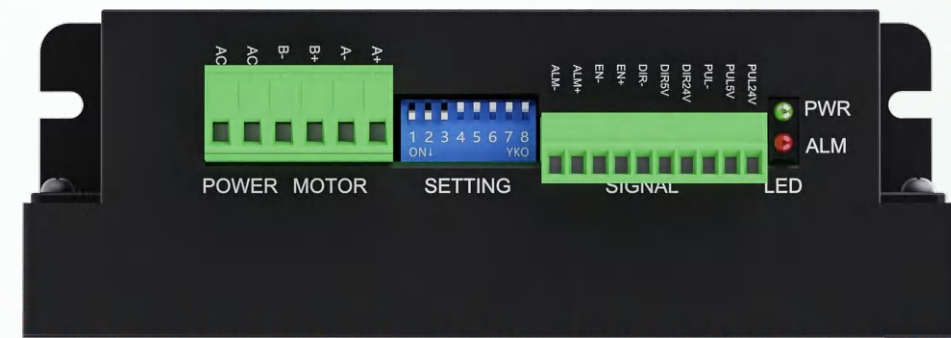 AC AC B- B+ A- A+
ALM- ALM+ EN- EN+ DIR- DIR5V DIR24V PUL- PUL5V PUL24V
PWR
ALM
1 2 3 4 5 6 7 8
ON↓ YKO
POWER MOTOR SETTING SIGNAL LED